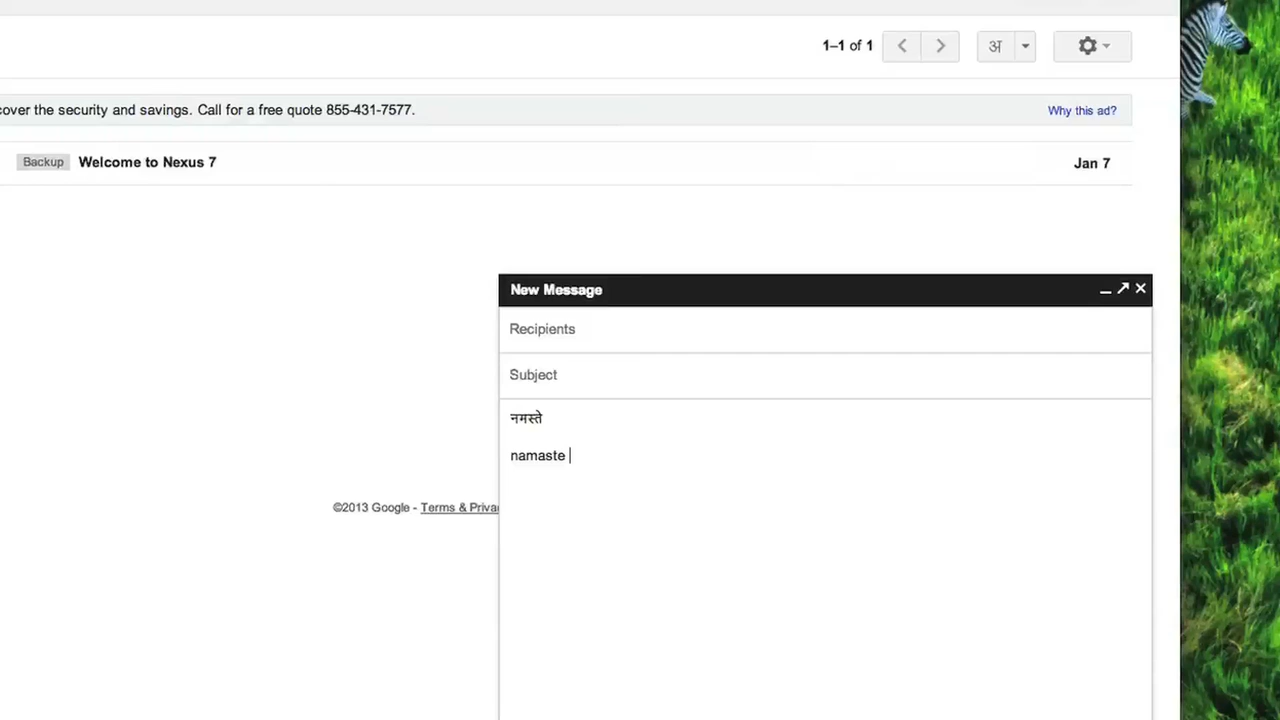 1–1 of 1
अ
cover the security and savings. Call for a free quote 855-431-7577.
Why this ad?
Backup Welcome to Nexus 7
Jan 7
New Message
Recipients
Subject
नमस्ते
namaste
©2013 Google - Terms &